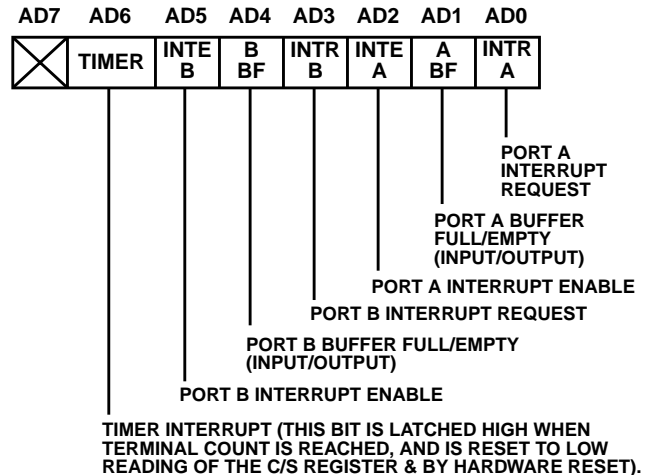 AD7 AD6 AD5 AD4 AD3 AD2 AD1 AD0
TIMER INTE B B BF INTR B INTE A A BF INTR A
PORT A
INTERRUPT
REQUEST
PORT A BUFFER
FULL/EMPTY
(INPUT/OUTPUT)
PORT A INTERRUPT ENABLE
PORT B INTERRUPT REQUEST
PORT B BUFFER FULL/EMPTY
(INPUT/OUTPUT)
PORT B INTERRUPT ENABLE
TIMER INTERRUPT (THIS BIT IS LATCHED HIGH WHEN
TERMINAL COUNT IS REACHED, AND IS RESET TO LOW
READING OF THE C/S REGISTER & BY HARDWARE RESET).